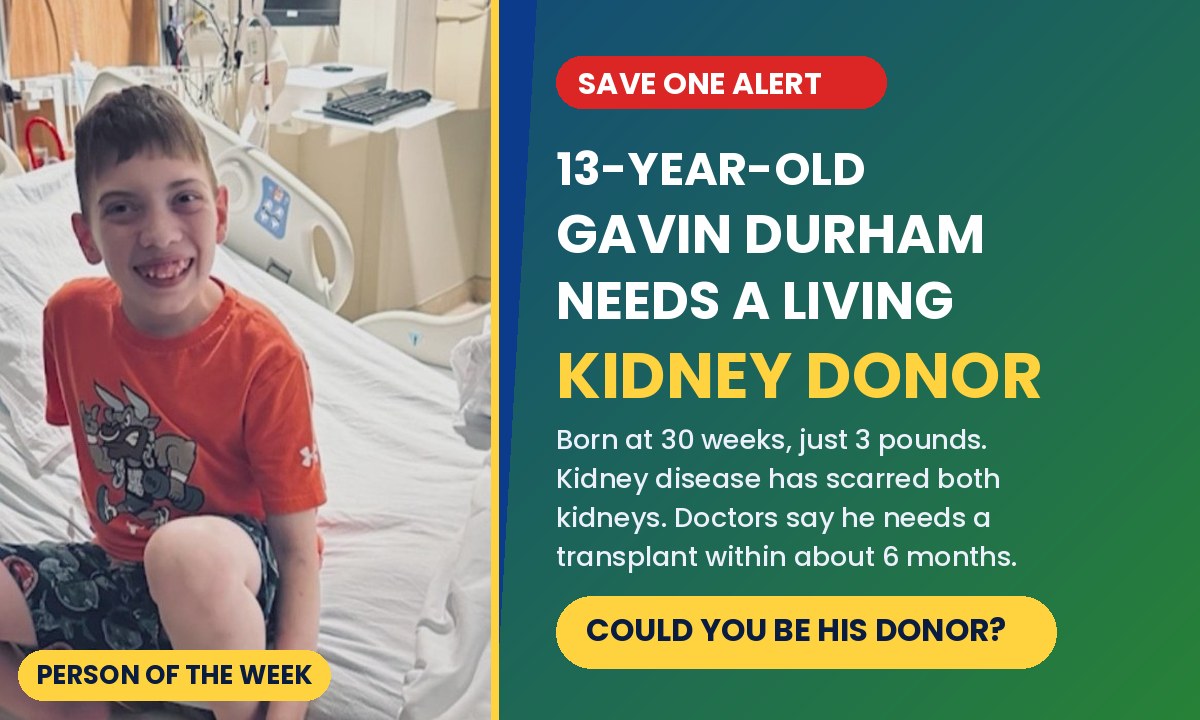 SAVE ONE ALERT
13-YEAR-OLD
GAVIN DURHAM
NEEDS A LIVING
KIDNEY DONOR
Born at 30 weeks, just 3 pounds.
Kidney disease has scarred both
kidneys. Doctors say he needs a
transplant within about 6 months.
COULD YOU BE HIS DONOR?
PERSON OF THE WEEK